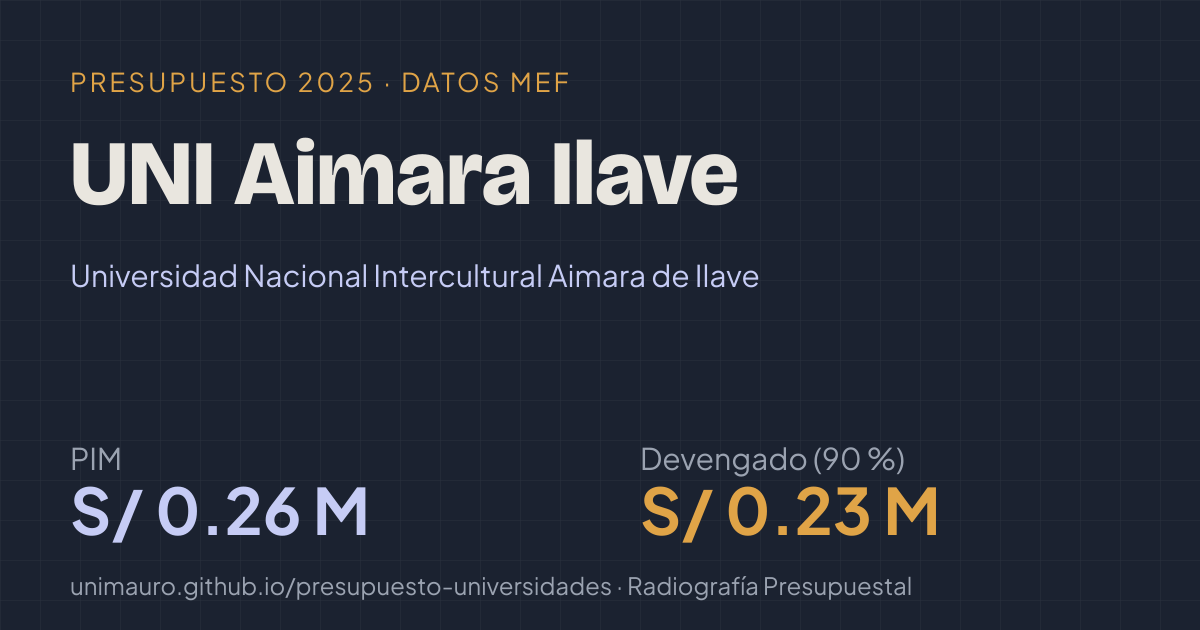 PRESUPUESTO 2025 · DATOS MEF
UNI Aimara Ilave
Universidad Nacional Intercultural Aimara de Ilave
PIM
Devengado (90 %)
S/ 0.26 M
S/ 0.23 M
unimauro.github.io/presupuesto-universidades · Radiografía Presupuestal